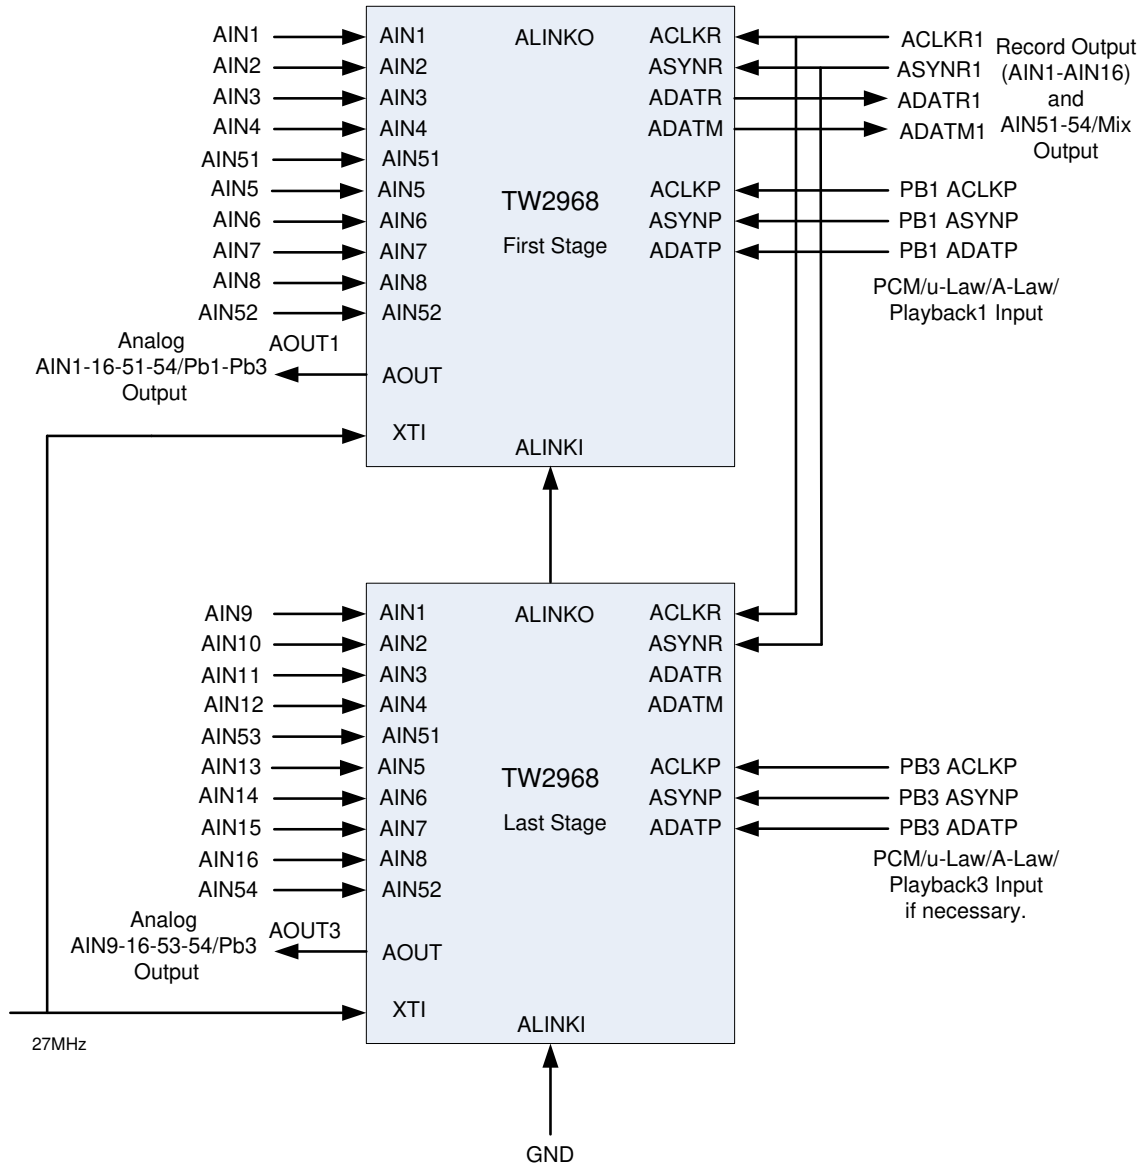 AIN1 AIN1 ALINKO ACLKR ACLKR1
AIN2 AIN2 ASYNR ASYNR1
AIN3 AIN3 ADATR ADATR1
AIN4 AIN4 ADATM ADATM1
Record Output
(AIN1-AIN16)
and
AIN51-54/Mix
Output
AIN51 AIN51
AIN5 AIN5 ACLKP PB1 ACLKP
AIN6 AIN6 TW2968 ASYNP PB1 ASYNP
AIN7 AIN7 First Stage ADATP PB1 ADATP
AIN8 AIN8
AIN52 AIN52
PCM/u-Law/A-Law/
Playback1 Input
Analog
AIN1-16-51-54/Pb1-Pb3
Output
AOUT1
AOUT
XTI
ALINKI
AIN9 AIN1 ALINKO ACLKR
AIN10 AIN2 ASYNR
AIN11 AIN3 ADATR
AIN12 AIN4 ADATM
AIN53 AIN51
AIN13 AIN5 ACLKP PB3 ACLKP
AIN14 AIN6 TW2968 ASYNP PB3 ASYNP
AIN15 AIN7 Last Stage ADATP PB3 ADATP
AIN16 AIN8
AIN54 AIN52
PCM/u-Law/A-Law/
Playback3 Input
if necessary.
Analog
AIN9-16-53-54/Pb3
Output
AOUT3
AOUT
XTI
ALINKI
27MHz
GND